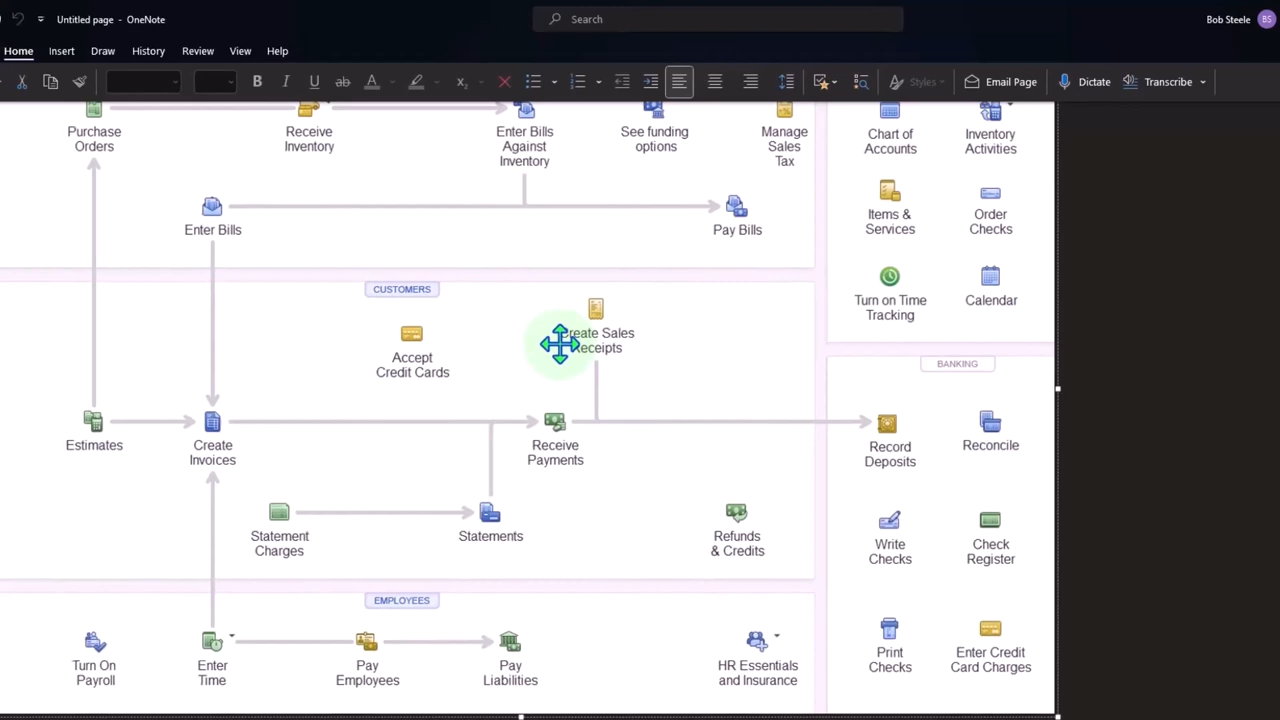 Untitled page - OneNote
Search
Bob Steele
BS
Home
Insert
Draw
History
Review
View
Help
B
I
U
ab
A
Styles
Email Page
Dictate
Transcribe
Purchase
Orders
Receive
Inventory
Enter Bills
Against
Inventory
See funding
options
Manage
Sales
Tax
Chart of
Accounts
Inventory
Activities
Enter Bills
Pay Bills
Items &
Services
Order
Checks
Turn on Time
Tracking
Calendar
CUSTOMERS
Accept
Credit Cards
Create Sales
Receipts
Estimates
Create
Invoices
Receive
Payments
Statement
Charges
Statements
Refunds
& Credits
BANKING
Record
Deposits
Reconcile
Write
Checks
Check
Register
Print
Checks
Enter Credit
Card Charges
EMPLOYEES
Turn On
Payroll
Enter
Time
Pay
Employees
Pay
Liabilities
HR Essentials
and Insurance